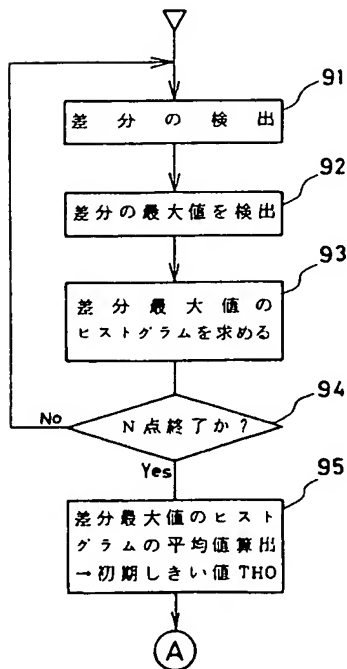 91
差分の検出
92
差分の最大値を検出
93
差分最大値の
ヒストグラムを求める
94
N点終了か?
No
Yes
95
差分最大値のヒスト
グラムの平均値算出
→初期しきい値THO
A